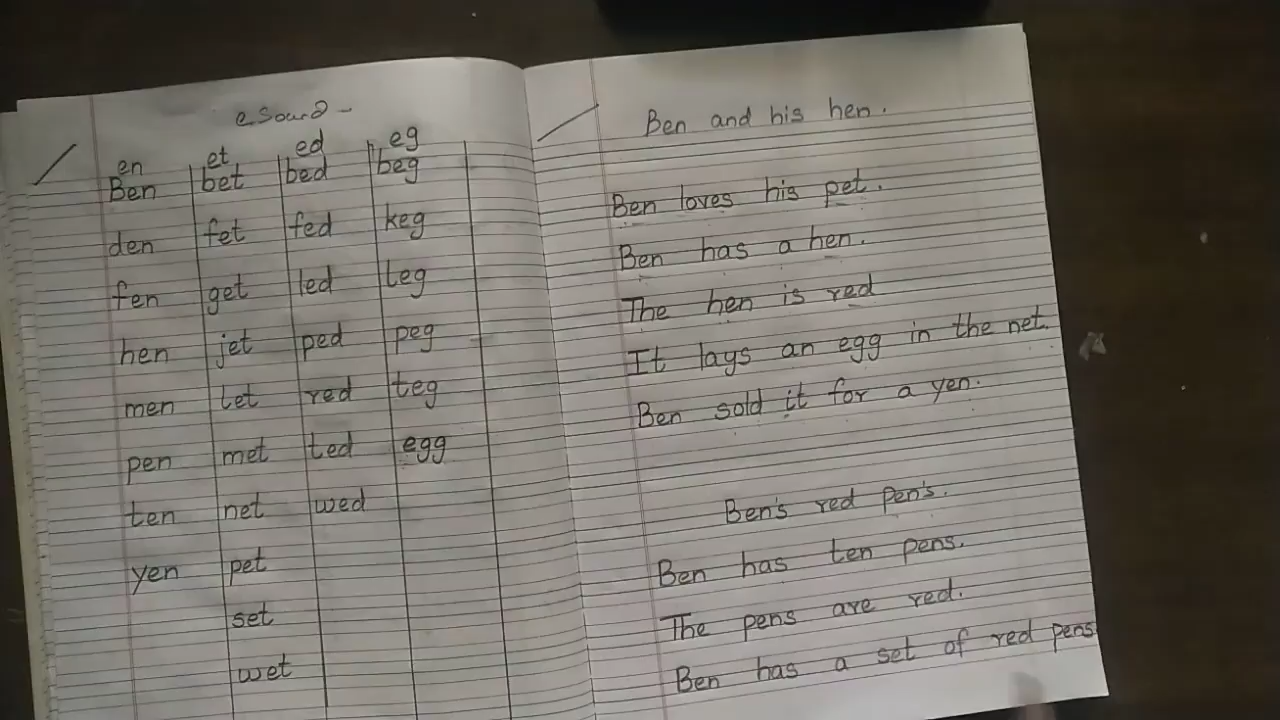 e Sound -
en et ed eg
Ben bet bed beg
den fet fed keg
fen get led leg
hen jet ped peg
men let red teg
pen met ted egg
ten net wed
yen pet
set
wet
Ben and his hen.
Ben loves his pet.
Ben has a hen.
The hen is red
It lays an egg in the net.
Ben sold it for a yen.
Ben's red pen's.
Ben has ten pens.
The pens are red.
Ben has a set of red pens